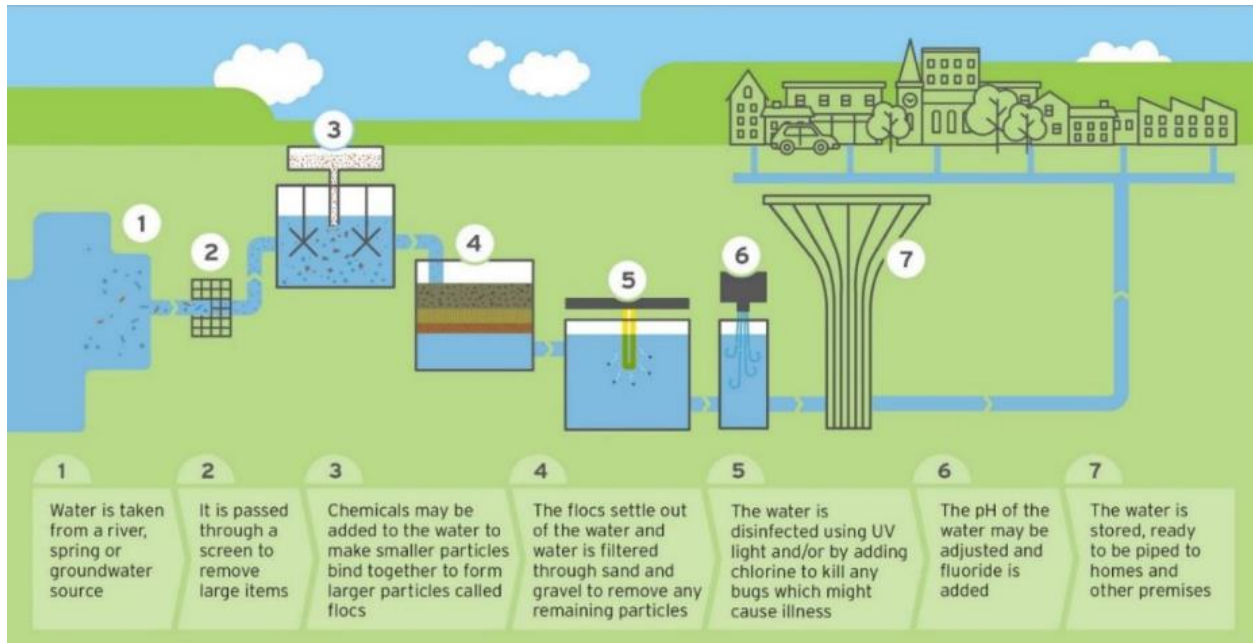 3
1
2
4
5
6
7
1
Water is taken
from a river,
spring or
groundwater
source
2
It is passed
through a
screen to
remove
large items
3
Chemicals may be
added to the water to
make smaller particles
bind together to form
larger particles called
flocs
4
The flocs settle out
of the water and
water is filtered
through sand and
gravel to remove any
remaining particles
5
The water is
disinfected using UV
light and/or by adding
chlorine to kill any
bugs which might
cause illness
6
The pH of the
water may be
adjusted and
fluoride is
added
7
The water is
stored, ready
to be piped to
homes and
other premises